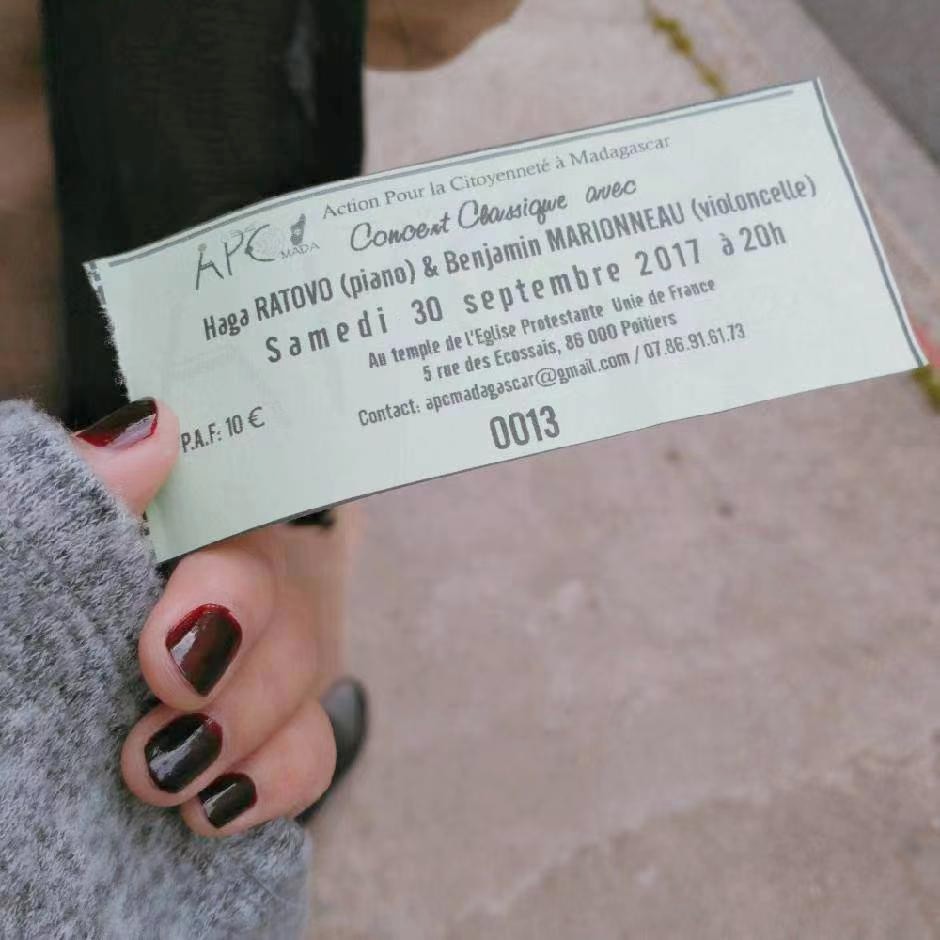 Action Pour la Citoyenneté à Madagascar
APC MADA
Concert Classique avec
Haga RATOVO (piano) & Benjamin MARIONNEAU (violoncelle)
Samedi 30 septembre 2017 à 20h
Au temple de l'Eglise Protestante Unie de France
5 rue des Ecossais, 86 000 Poitiers
Contact: apcmadagascar@gmail.com / 07.86.91.61.73
P.A.F: 10 €
0013